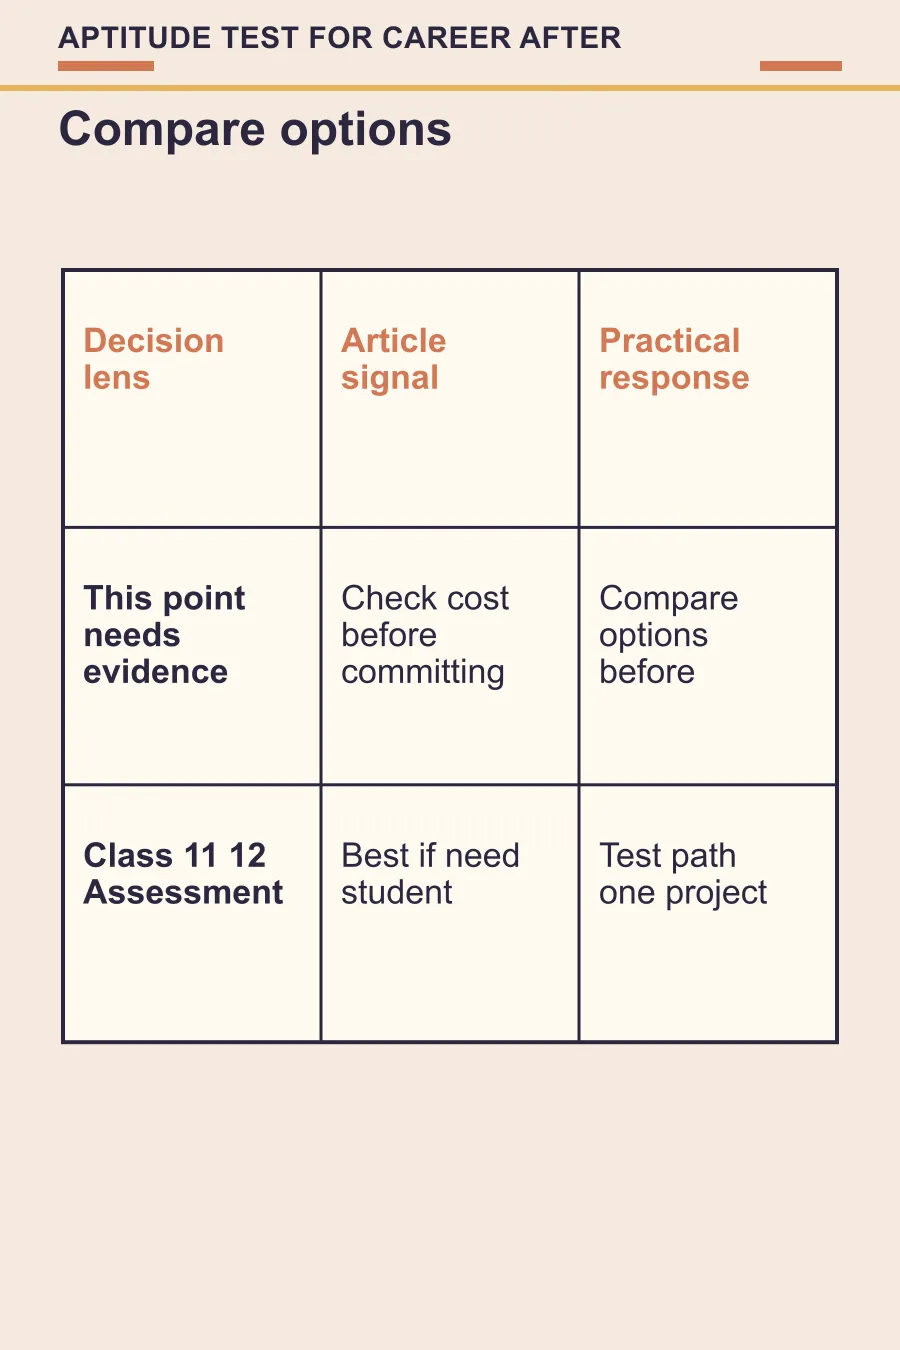 APTITUDE TEST FOR CAREER AFTER
Compare options
Decision
lens
Article
signal
Practical
response
This point
needs
evidence
Check cost
before
committing
Compare
options
before
Class 11 12
Assessment
Best if need
student
Test path
one project